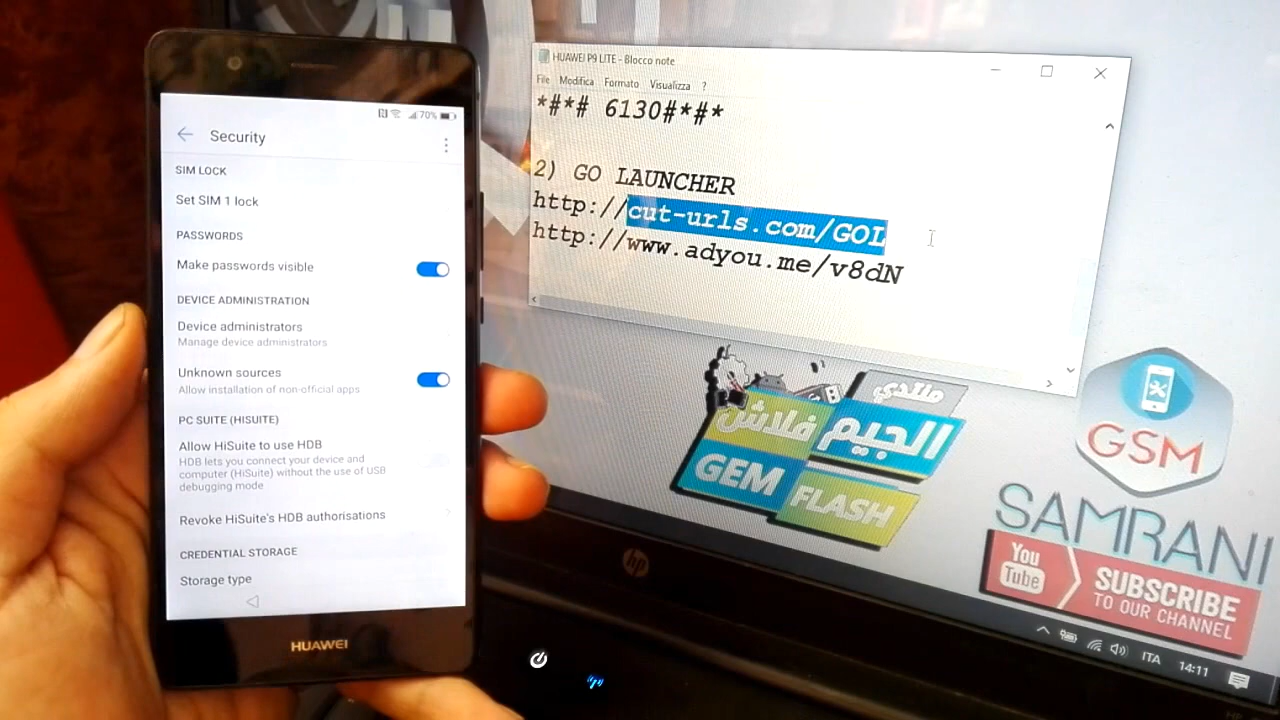 70%
Security
SIM LOCK
Set SIM 1 lock
PASSWORDS
Make passwords visible
DEVICE ADMINISTRATION
Device administrators
Manage device administrators
Unknown sources
Allow installation of non-official apps
PC SUITE (HISUITE)
Allow HiSuite to use HDB
HDB lets you connect your device and
computer (HiSuite) without the use of USB
debugging mode
Revoke HiSuite's HDB authorisations
CREDENTIAL STORAGE
Storage type
HUAWEI
HUAWEI P9 LITE - Blocco note
File Modifica Formato Visualizza ?
*#*# 6130#*#*
2) GO LAUNCHER
http://cut-urls.com/GOL
http://www.adyou.me/v8dN
منتدي
الجيم فلاش
GEM
FLASH
GSM
SAMRANI
You
Tube
SUBSCRIBE
TO OUR CHANNEL
hp
ITA
14:11